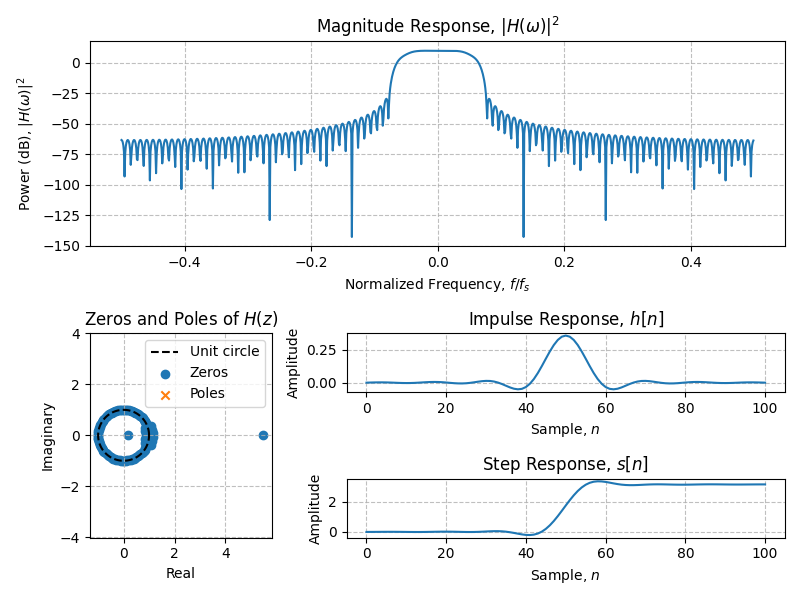 Magnitude Response, |H(ω)|²
Power (dB), |H(ω)|²
0
−25
−50
−75
−100
−125
−150
−0.4 −0.2 0.0 0.2 0.4
Normalized Frequency, f/fₛ
Zeros and Poles of H(z)
Imaginary
4
2
0
−2
−4
Unit circle
Zeros
Poles
0 2 4
Real
Impulse Response, h[n]
Amplitude
0.25
0.00
0 20 40 60 80 100
Sample, n
Step Response, s[n]
Amplitude
2
0
0 20 40 60 80 100
Sample, n